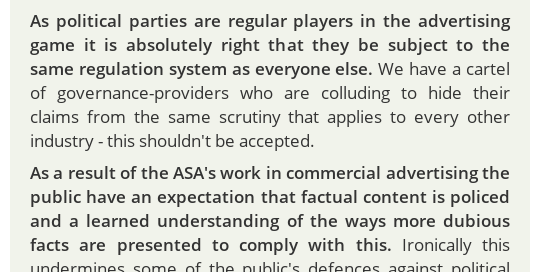 As political parties are regular players in the advertising
game it is absolutely right that they be subject to the
same regulation system as everyone else. We have a cartel
of governance-providers who are colluding to hide their
claims from the same scrutiny that applies to every other
industry - this shouldn't be accepted.
As a result of the ASA's work in commercial advertising the
public have an expectation that factual content is policed
and a learned understanding of the ways more dubious
facts are presented to comply with this. Ironically this
undermines some of the public's defences against political